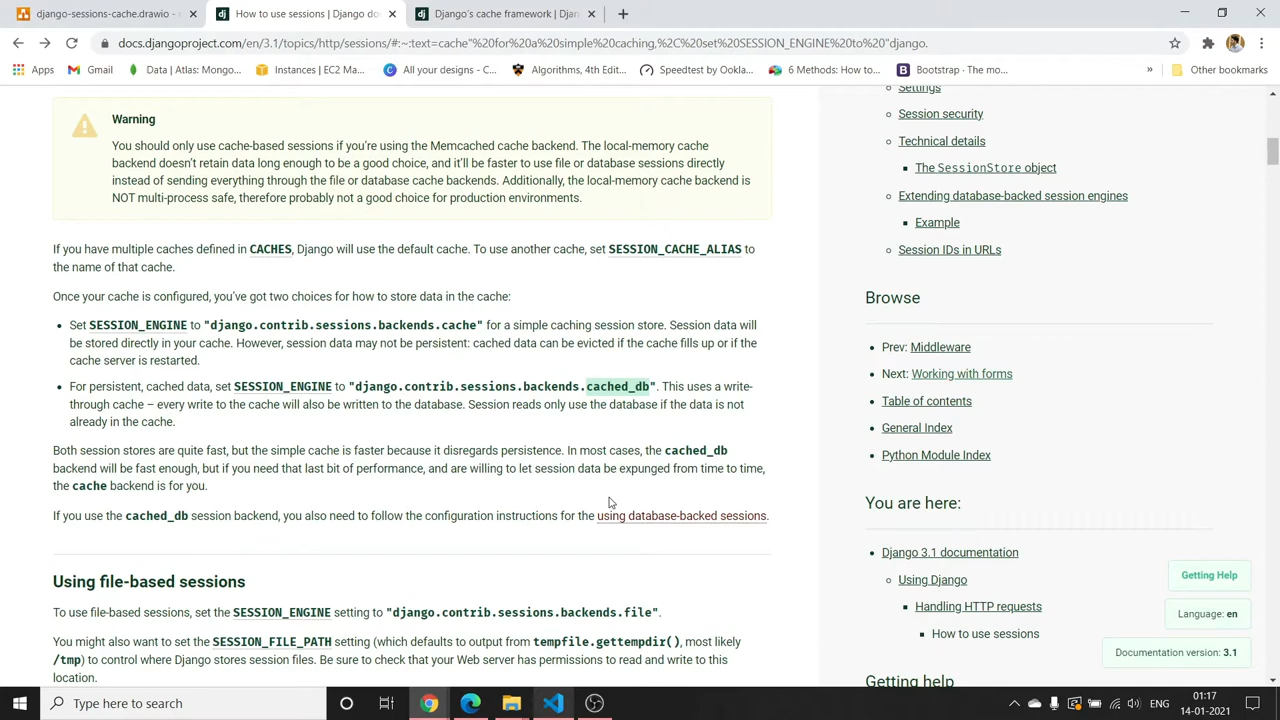 django-sessions-cache.drawio -
How to use sessions | Django do
Django's cache framework | Djan
docs.djangoproject.com/en/3.1/topics/http/sessions/#:~:text=cache"%20for%20a%20simple%20caching,%2C%20set%20SESSION_ENGINE%20to%20"django.
Apps
Gmail
Data | Atlas: Mongo...
Instances | EC2 Ma...
All your designs - C...
Algorithms, 4th Edit...
Speedtest by Ookla...
6 Methods: How to...
Bootstrap · The mo...
»
Other bookmarks
Warning
You should only use cache-based sessions if you're using the Memcached cache backend. The local-memory cache
backend doesn't retain data long enough to be a good choice, and it'll be faster to use file or database sessions directly
instead of sending everything through the file or database cache backends. Additionally, the local-memory cache backend is
NOT multi-process safe, therefore probably not a good choice for production environments.
If you have multiple caches defined in CACHES, Django will use the default cache. To use another cache, set SESSION_CACHE_ALIAS to
the name of that cache.
Once your cache is configured, you've got two choices for how to store data in the cache:
• Set SESSION_ENGINE to "django.contrib.sessions.backends.cache" for a simple caching session store. Session data will
be stored directly in your cache. However, session data may not be persistent: cached data can be evicted if the cache fills up or if the
cache server is restarted.
• For persistent, cached data, set SESSION_ENGINE to "django.contrib.sessions.backends.cached_db". This uses a write-
through cache – every write to the cache will also be written to the database. Session reads only use the database if the data is not
already in the cache.
Both session stores are quite fast, but the simple cache is faster because it disregards persistence. In most cases, the cached_db
backend will be fast enough, but if you need that last bit of performance, and are willing to let session data be expunged from time to time,
the cache backend is for you.
If you use the cached_db session backend, you also need to follow the configuration instructions for the using database-backed sessions.
Using file-based sessions
To use file-based sessions, set the SESSION_ENGINE setting to "django.contrib.sessions.backends.file".
You might also want to set the SESSION_FILE_PATH setting (which defaults to output from tempfile.gettempdir(), most likely
/tmp) to control where Django stores session files. Be sure to check that your Web server has permissions to read and write to this
location.
Settings
Session security
Technical details
The SessionStore object
Extending database-backed session engines
Example
Session IDs in URLs
Browse
Prev: Middleware
Next: Working with forms
Table of contents
General Index
Python Module Index
You are here:
Django 3.1 documentation
Using Django
Handling HTTP requests
How to use sessions
Getting help
Getting Help
Language: en
Documentation version: 3.1
Type here to search
ENG
01:17
14-01-2021